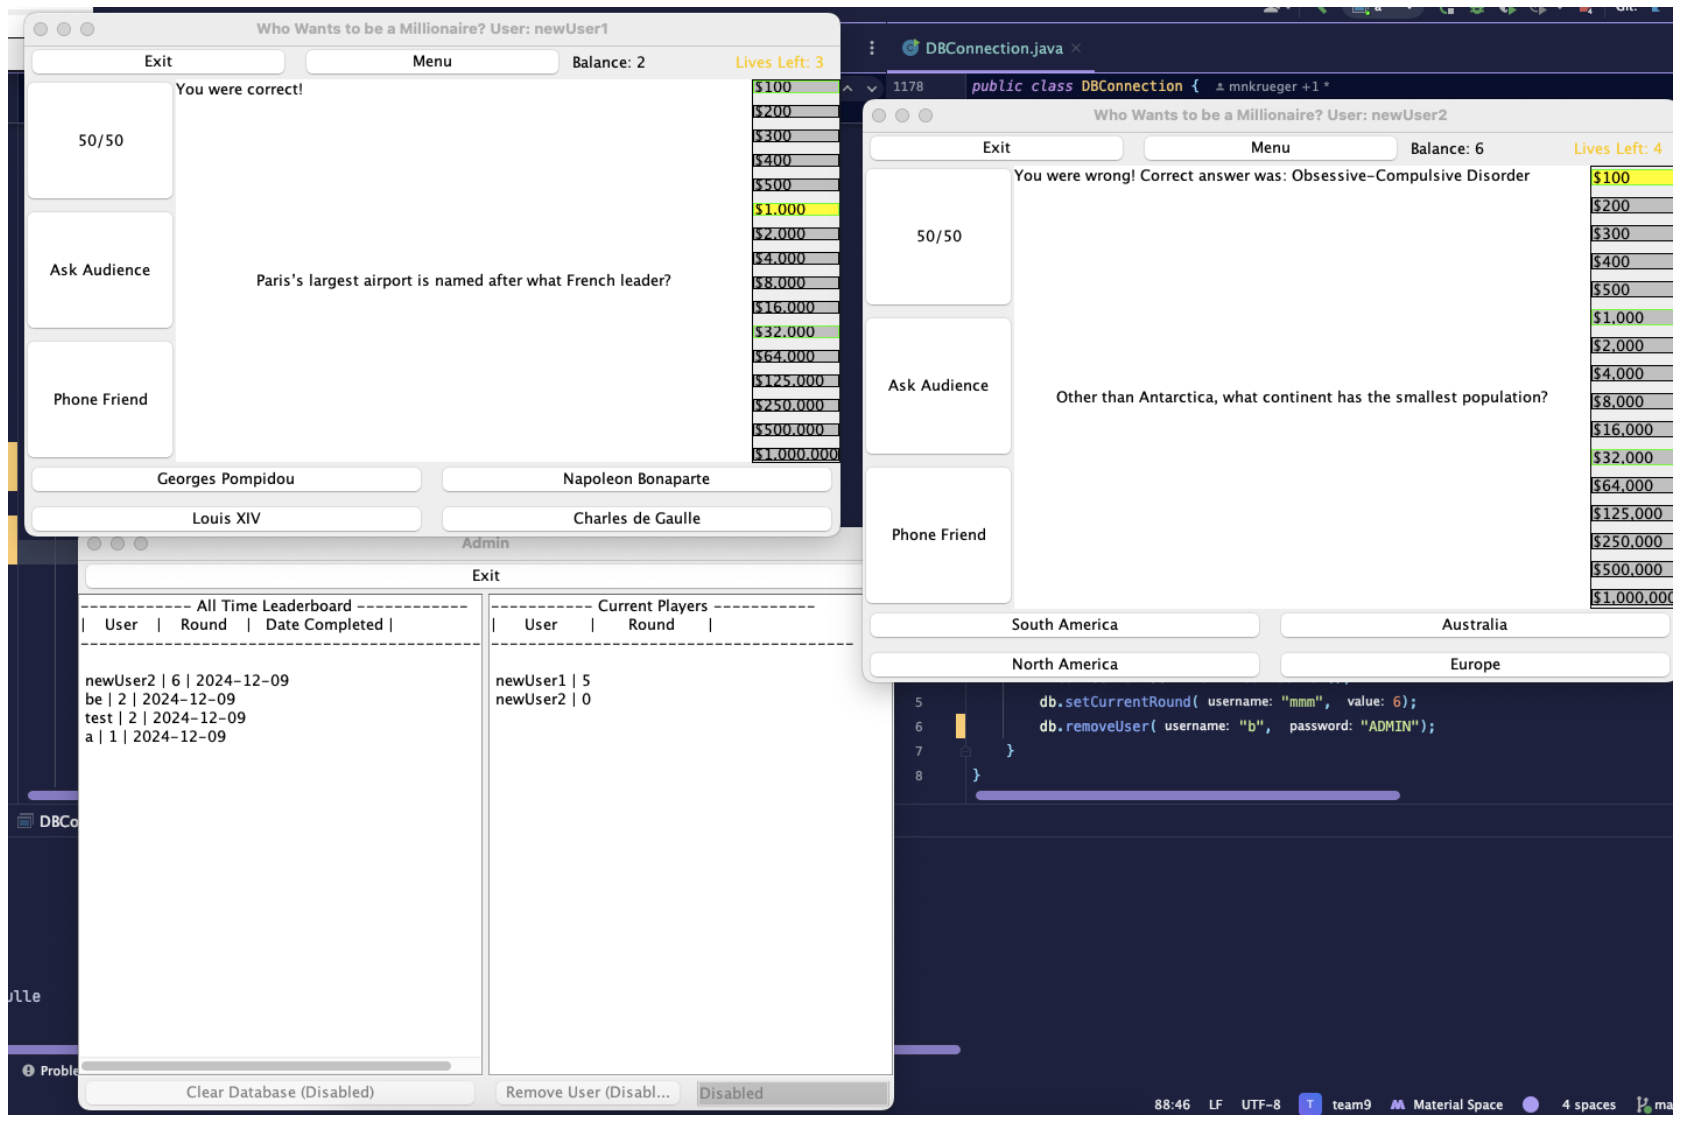 Who Wants to be a Millionaire? User: newUser1
Exit
Menu
Balance: 2
Lives Left: 3
50/50
Ask Audience
Phone Friend
You were correct!
Paris's largest airport is named after what French leader?
$100
$200
$300
$400
$500
$1,000
$2,000
$4,000
$8,000
$16,000
$32,000
$64,000
$125,000
$250,000
$500,000
$1,000,000
Georges Pompidou
Napoleon Bonaparte
Louis XIV
Charles de Gaulle
DBConnection.java
1178 public class DBConnection { mnkrueger +1 *
Who Wants to be a Millionaire? User: newUser2
Exit
Menu
Balance: 6
Lives Left: 4
50/50
Ask Audience
Phone Friend
You were wrong! Correct answer was: Obsessive-Compulsive Disorder
Other than Antarctica, what continent has the smallest population?
$100
$200
$300
$400
$500
$1,000
$2,000
$4,000
$8,000
$16,000
$32,000
$64,000
$125,000
$250,000
$500,000
$1,000,000
South America
Australia
North America
Europe
Admin
Exit
------------ All Time Leaderboard ------------
| User | Round | Date Completed |
-------------------------------------------
newUser2 | 6 | 2024-12-09
be | 2 | 2024-12-09
test | 2 | 2024-12-09
a | 1 | 2024-12-09
----------- Current Players -----------
| User | Round |
---------------------------------------
newUser1 | 5
newUser2 | 0
Clear Database (Disabled)
Remove User (Disabl...
Disabled
5 db.setCurrentRound( username: "mmm", value: 6);
6 db.removeUser( username: "b", password: "ADMIN");
7 }
8 }
DBCo
ulle
Proble
88:46 LF UTF-8 T team9 Material Space 4 spaces ma